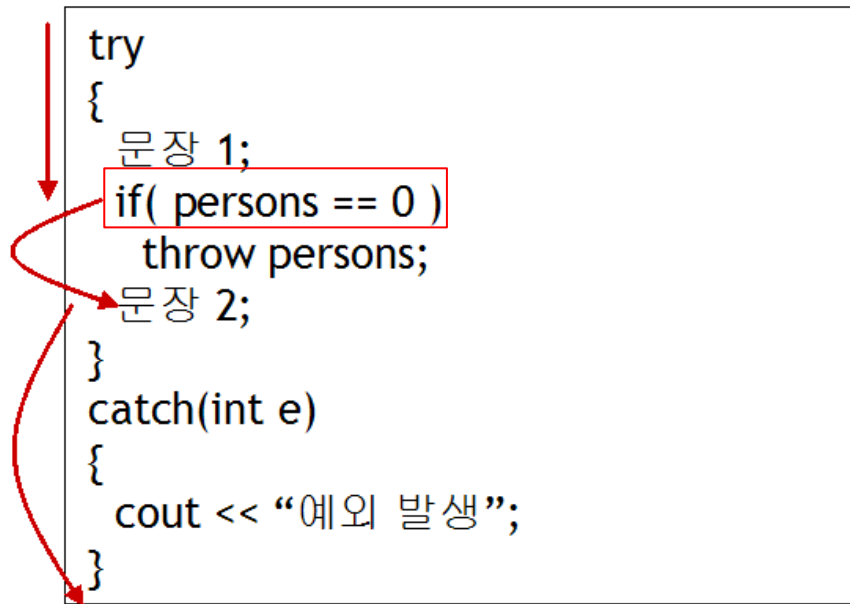 try
{
문장 1;
if( persons == 0 )
throw persons;
문장 2;
}
catch(int e)
{
cout << “예외 발생”;
}